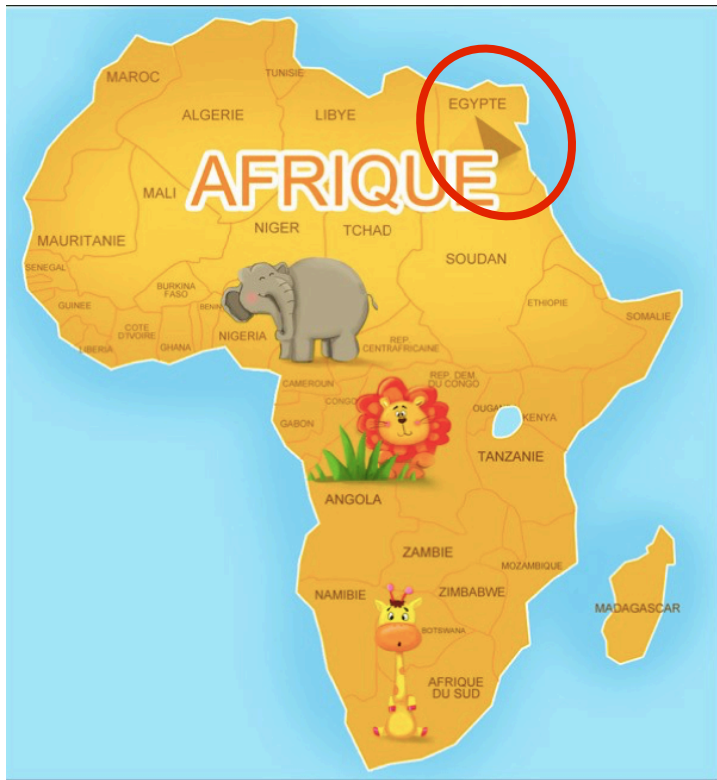 MAROC
TUNISIE
ALGERIE
LIBYE
EGYPTE
AFRIQUE
MALI
NIGER
TCHAD
MAURITANIE
SOUDAN
SENEGAL
BURKINA
FASO
GUINEE
BENIN
ETHIOPIE
SOMALIE
COTE
D'IVOIRE
NIGERIA
LIBERIA
GHANA
REP.
CENTRAFRICAINE
CAMEROUN
REP. DEM.
DU CONGO
CONGO
GABON
KENYA
TANZANIE
ANGOLA
ZAMBIE
MOZAMBIQUE
NAMIBIE
ZIMBABWE
MADAGASCAR
BOTSWANA
AFRIQUE
DU SUD